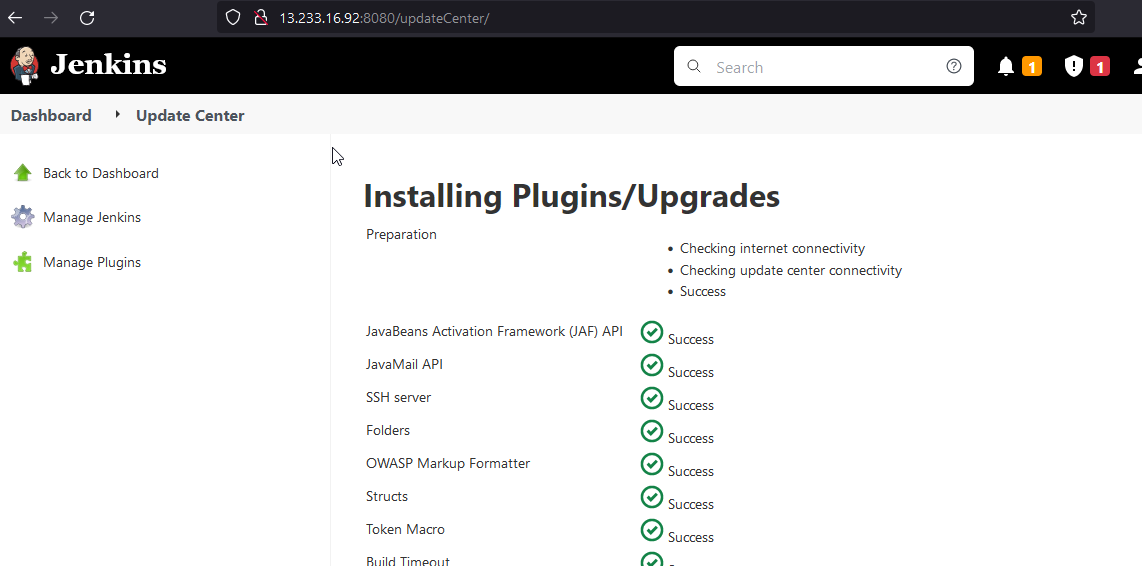 13.233.16.92:8080/updateCenter/
Jenkins
Search
1
1
Dashboard
Update Center
Back to Dashboard
Manage Jenkins
Manage Plugins
Installing Plugins/Upgrades
Preparation
Checking internet connectivity
Checking update center connectivity
Success
JavaBeans Activation Framework (JAF) API Success
JavaMail API Success
SSH server Success
Folders Success
OWASP Markup Formatter Success
Structs Success
Token Macro Success
Build Timeout